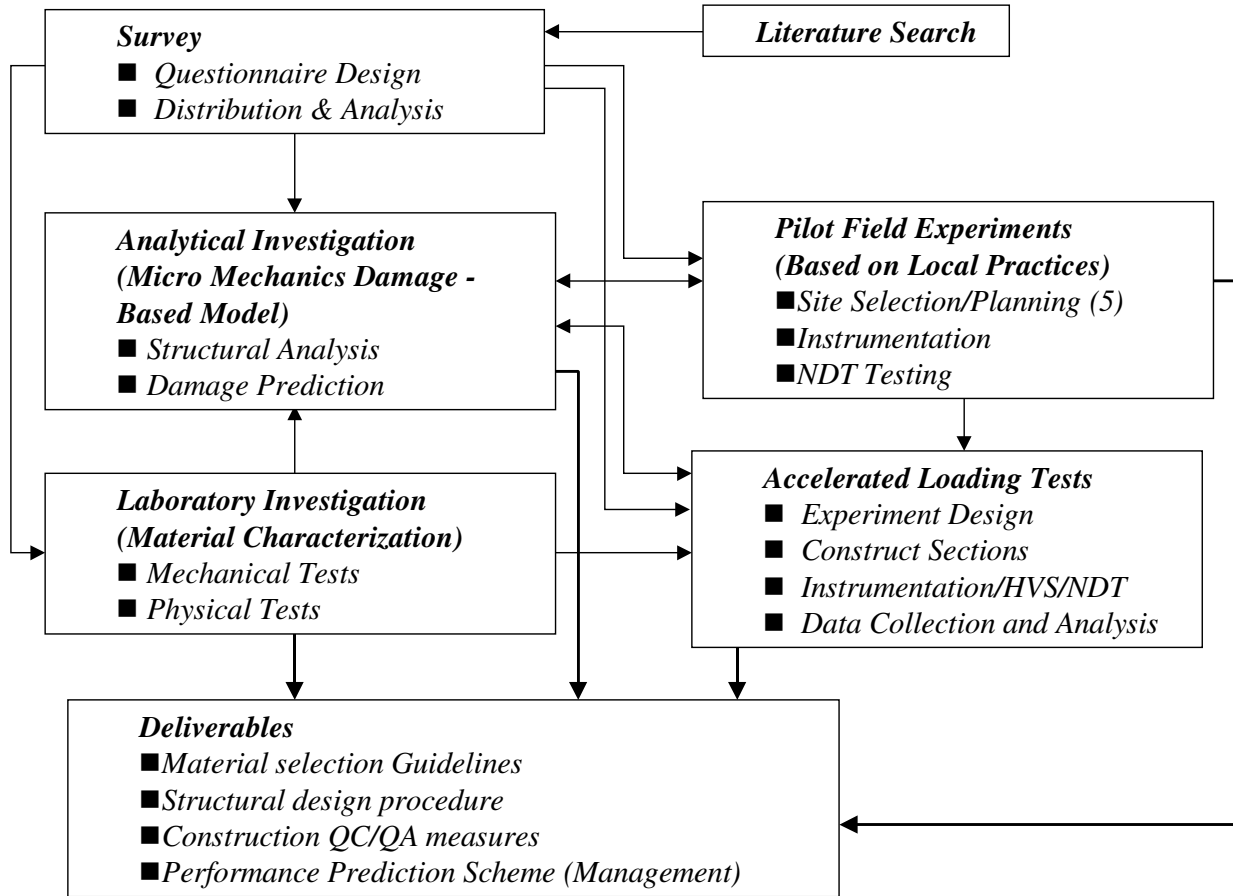 Survey
■ Questionnaire Design
■ Distribution & Analysis
Literature Search
Analytical Investigation
(Micro Mechanics Damage -
Based Model)
■ Structural Analysis
■ Damage Prediction
Pilot Field Experiments
(Based on Local Practices)
■Site Selection/Planning (5)
■Instrumentation
■NDT Testing
Laboratory Investigation
(Material Characterization)
■ Mechanical Tests
■ Physical Tests
Accelerated Loading Tests
■ Experiment Design
■ Construct Sections
■ Instrumentation/HVS/NDT
■ Data Collection and Analysis
Deliverables
■Material selection Guidelines
■Structural design procedure
■Construction QC/QA measures
■Performance Prediction Scheme (Management)